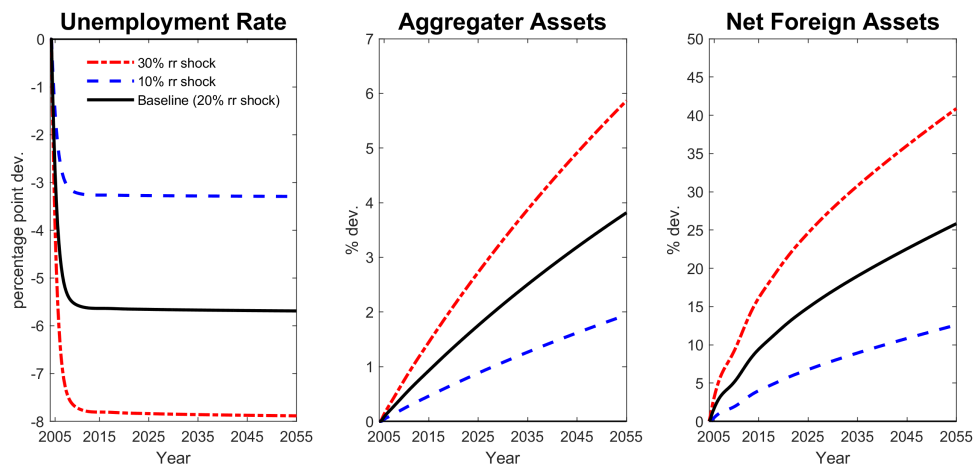 Unemployment Rate
0
-1
-2
-3
-4
-5
-6
-7
-8
percentage point dev.
30% rr shock
10% rr shock
Baseline (20% rr shock)
2005 2015 2025 2035 2045 2055
Year
Aggregater Assets
7
6
5
4
3
2
1
0
% dev.
2005 2015 2025 2035 2045 2055
Year
Net Foreign Assets
50
45
40
35
30
25
20
15
10
5
0
% dev.
2005 2015 2025 2035 2045 2055
Year